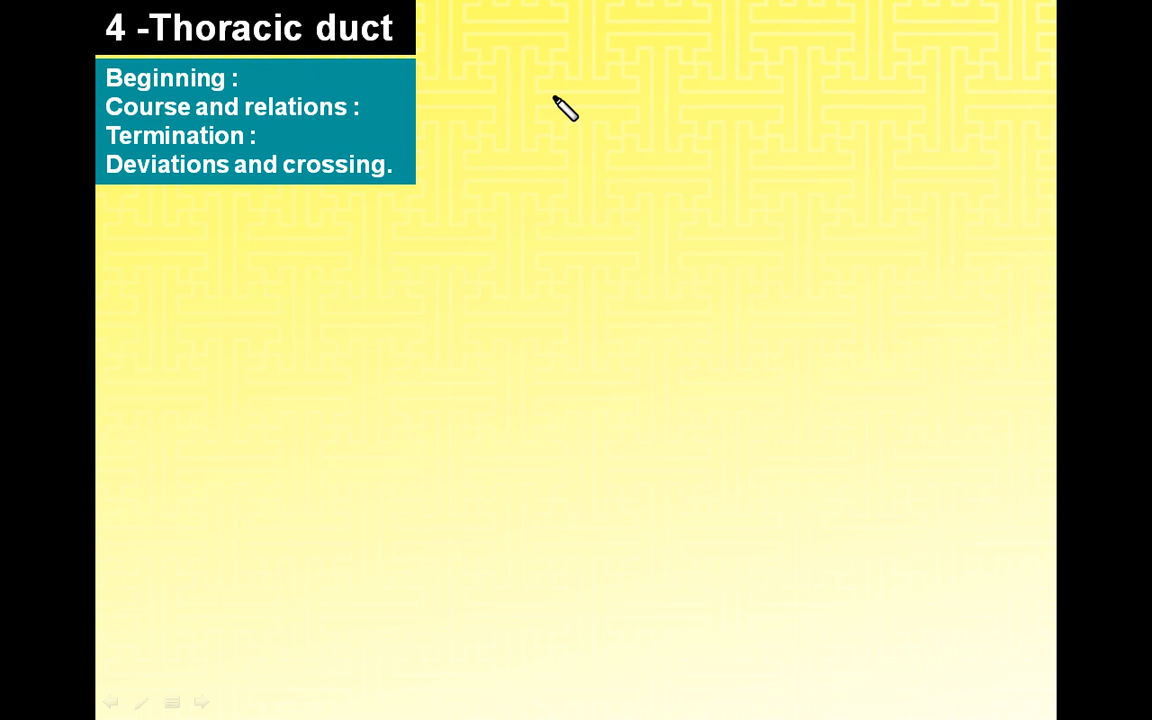 4 -Thoracic duct
Beginning :
Course and relations :
Termination :
Deviations and crossing.